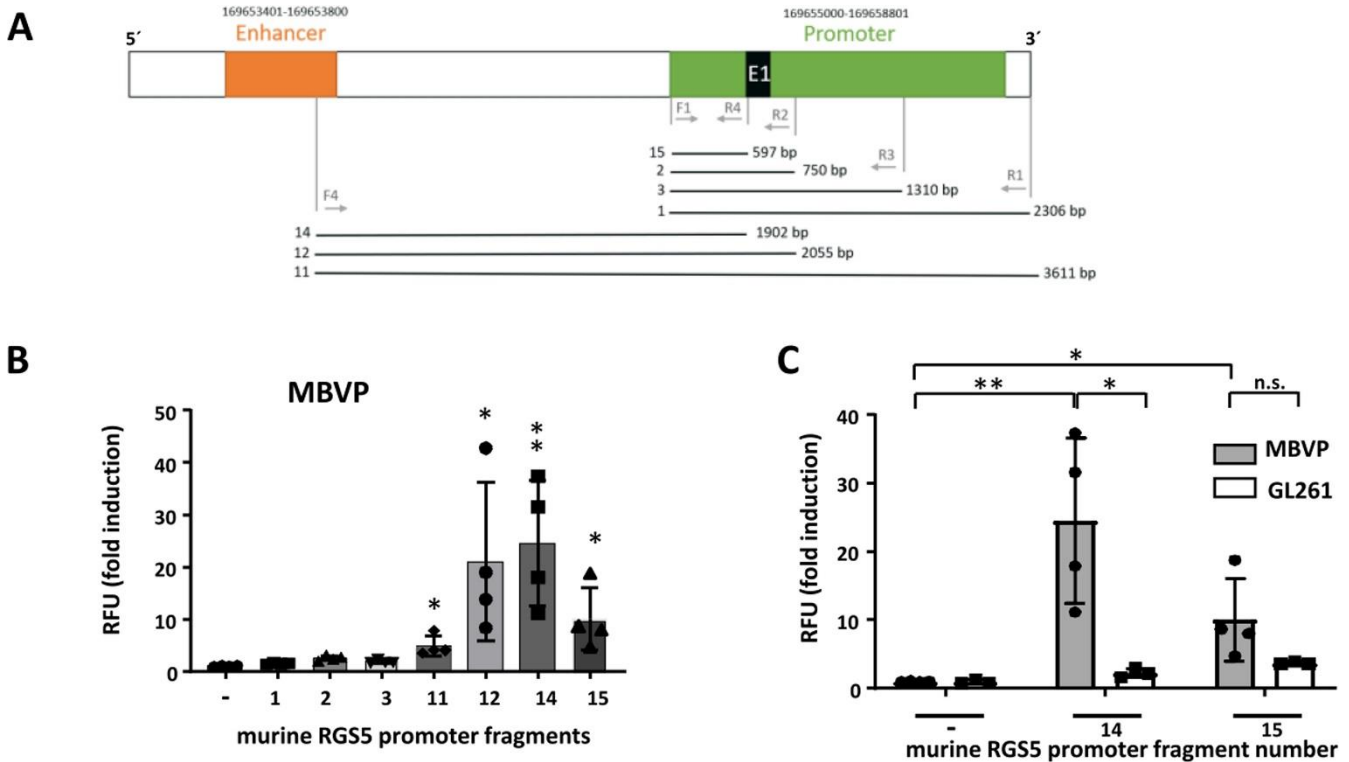 A
169653401-169653800
169655000-169658801
Enhancer
Promoter
5´
3´
E1
F1
R4
R2
15
597 bp
2
750 bp
R3
3
1310 bp
R1
F4
1
2306 bp
14
1902 bp
12
2055 bp
11
3611 bp
B
MBVP
RFU (fold induction)
50
40
30
20
10
0
*
*
*
*
*
- 1 2 3 11 12 14 15
murine RGS5 promoter fragments
C
*
** * n.s.
RFU (fold induction)
40
30
20
10
0
MBVP
GL261
- 14 15
murine RGS5 promoter fragment number